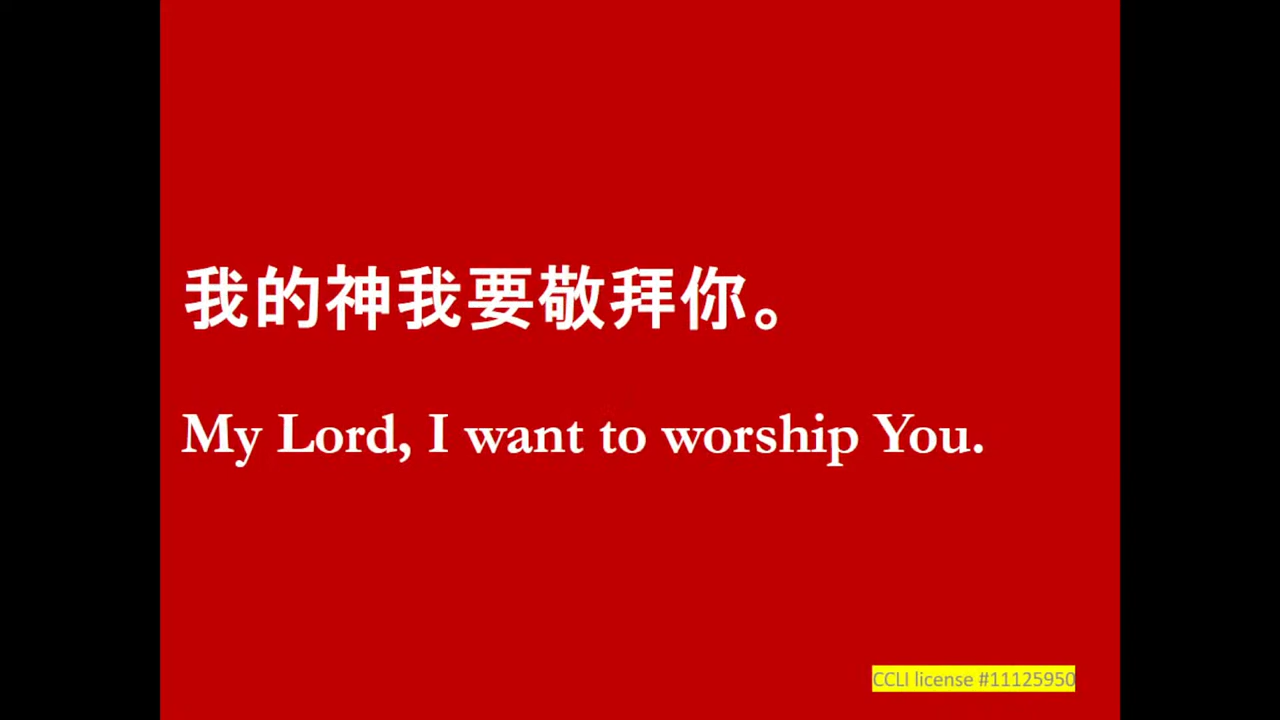 我的神我要敬拜你。
My Lord, I want to worship You.
CCLI license #11125950